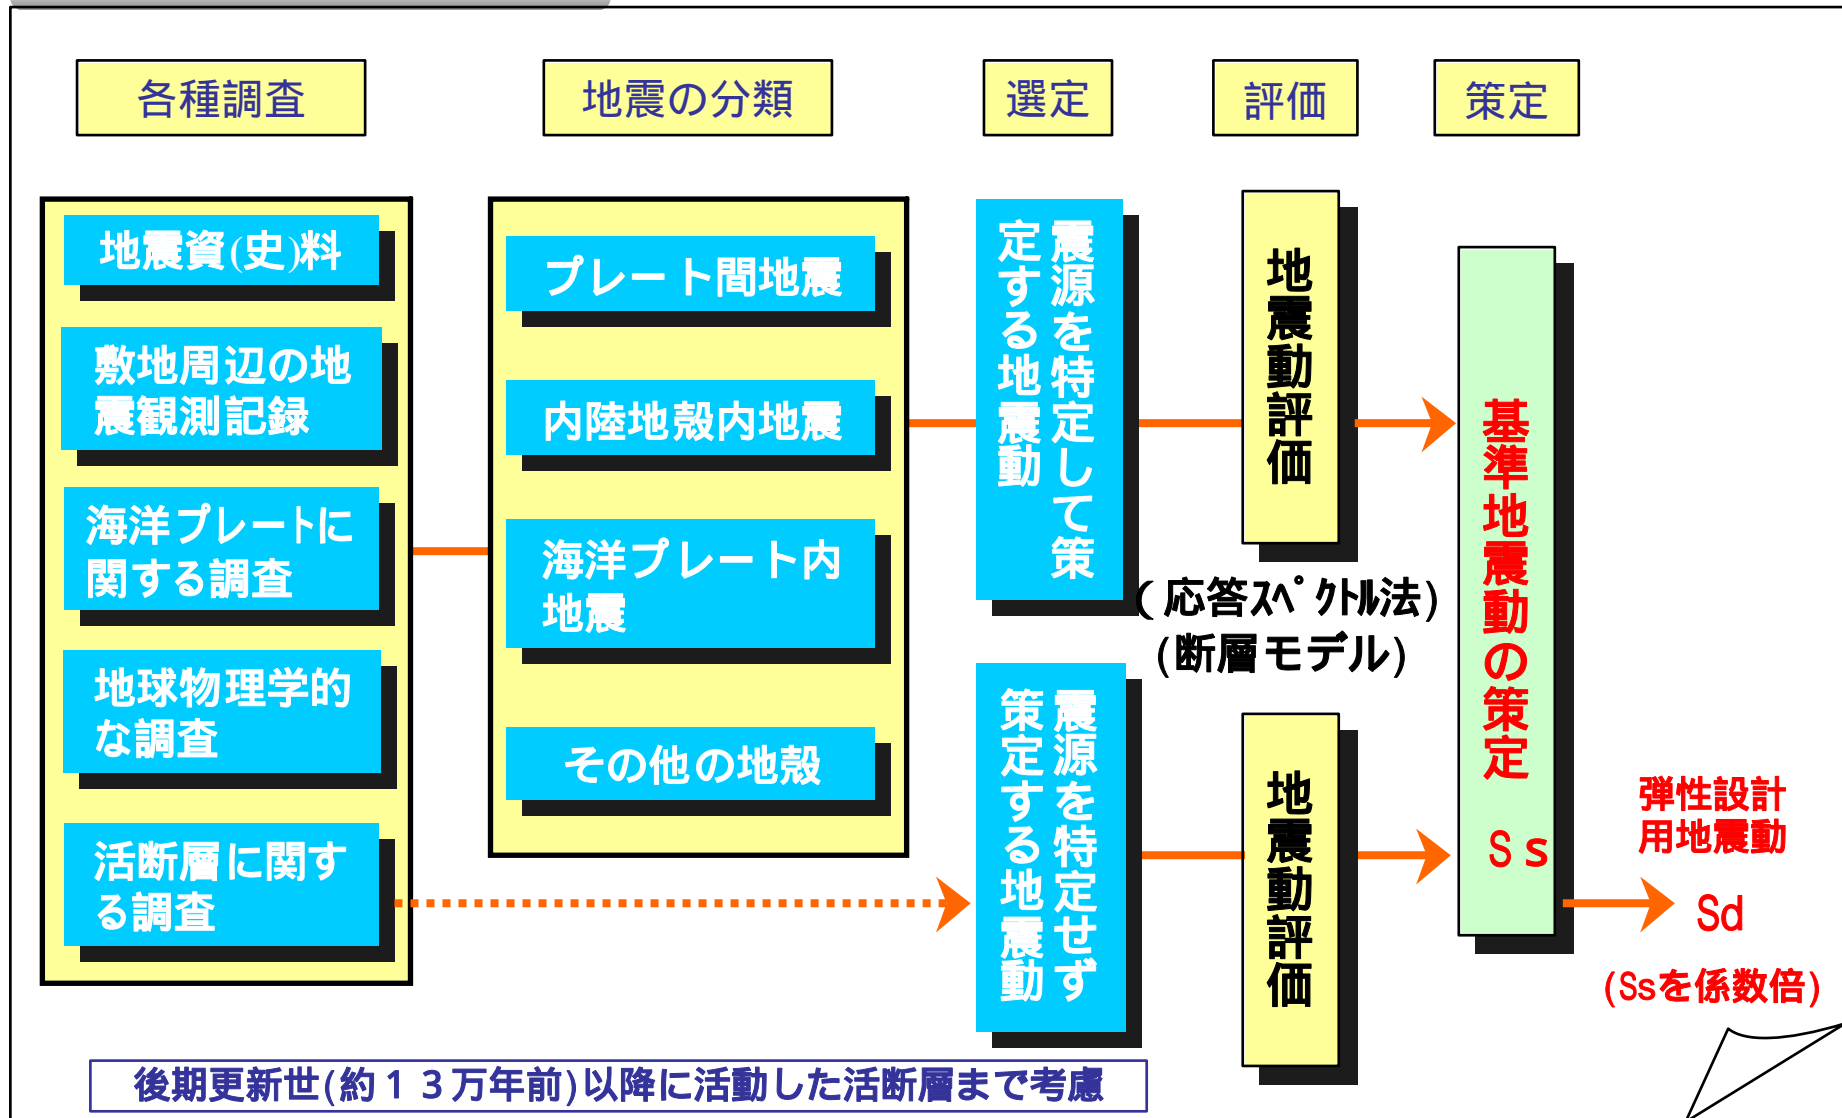 各種調査
地震の分類
選定
評価
策定
地震資(史)料
敷地周辺の地
震観測記録
海洋プレートに
関する調査
地球物理学的
な調査
活断層に関す
る調査
プレート間地震
内陸地殻内地震
海洋プレート内
地震
その他の地殻
震源を特定して策
定する地震動
震源を特定せず
策定する地震動
地震動評価
(応答スペクトル法)
(断層モデル)
地震動評価
基準地震動の策定 Ss
弾性設計
用地震動
Sd
(Ssを係数倍)
後期更新世(約13万年前)以降に活動した活断層まで考慮